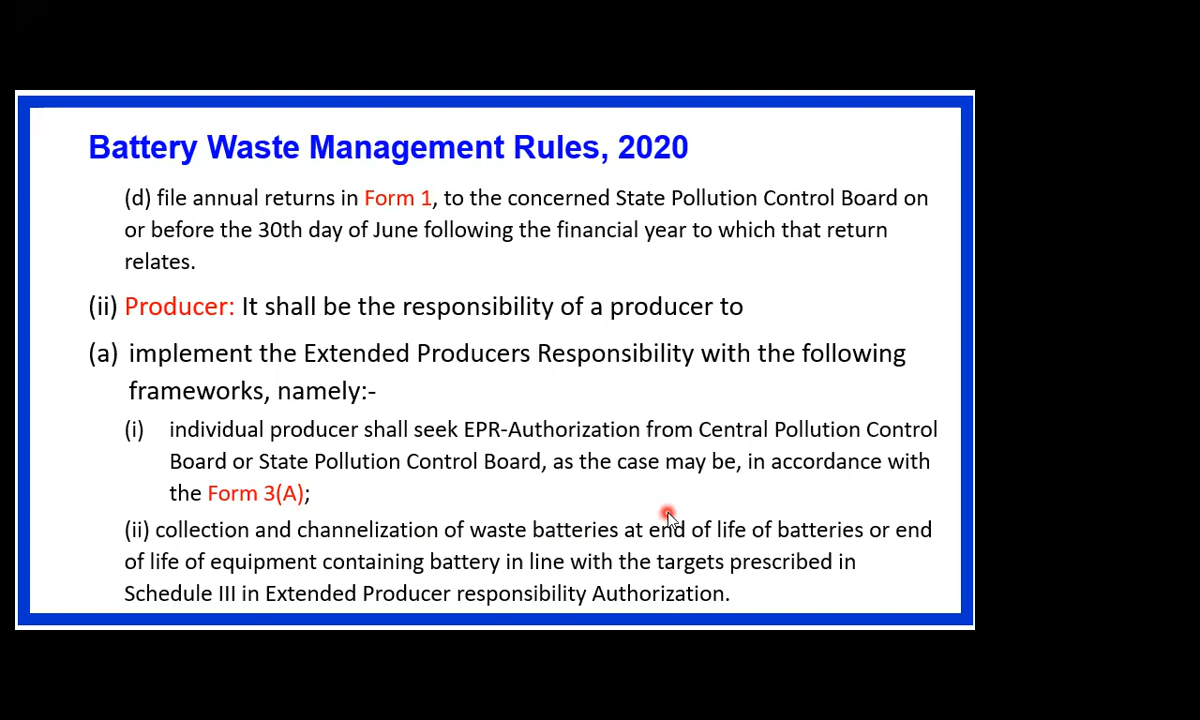 Battery Waste Management Rules, 2020
(d) file annual returns in Form 1, to the concerned State Pollution Control Board on
or before the 30th day of June following the financial year to which that return
relates.
(ii) Producer: It shall be the responsibility of a producer to
(a) implement the Extended Producers Responsibility with the following
frameworks, namely:-
(i) individual producer shall seek EPR-Authorization from Central Pollution Control
Board or State Pollution Control Board, as the case may be, in accordance with
the Form 3(A);
(ii) collection and channelization of waste batteries at end of life of batteries or end
of life of equipment containing battery in line with the targets prescribed in
Schedule III in Extended Producer responsibility Authorization.